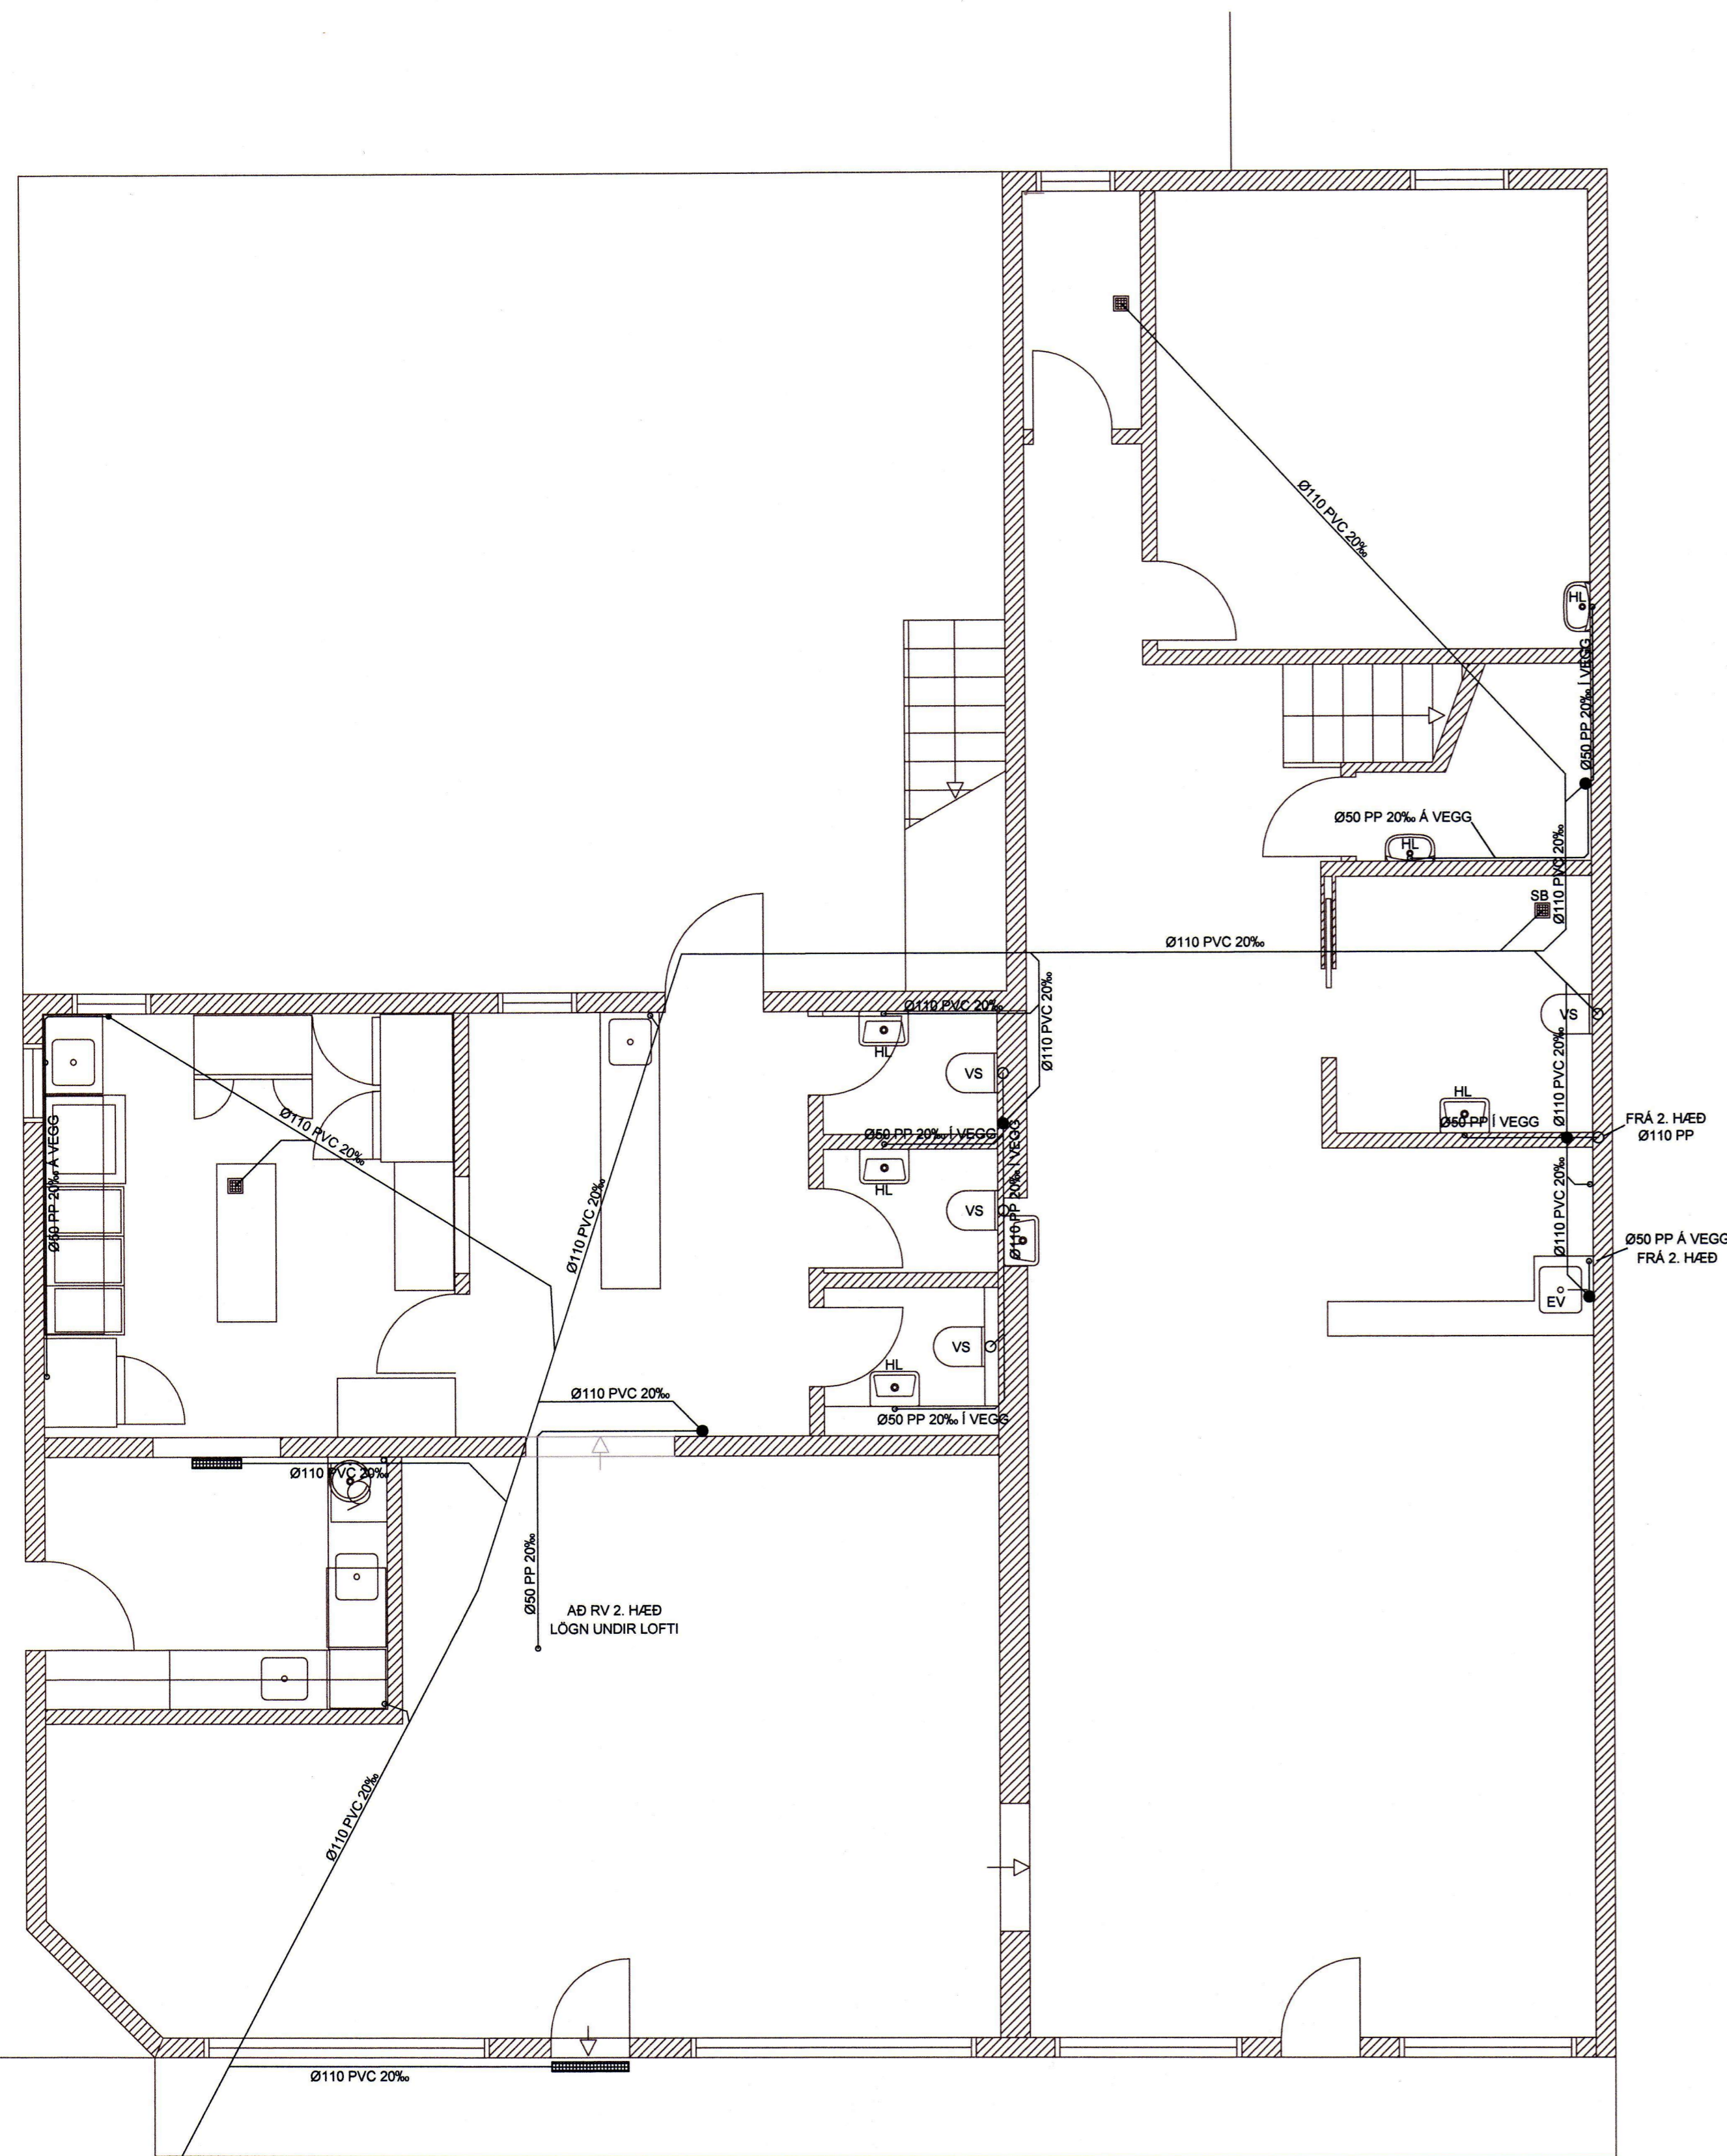 Ø110 PVC 20‰
HL
Ø50 PP 20‰ Í VEGG
Ø50 PP 20‰ Á VEGG
HL
Ø110 PVC 20‰
SB
Ø110 PVC 20‰
Ø110 PVC 20‰
Ø110 PVC 20‰
HL
VS
Ø110 PVC 20‰
VS
HL
Ø50 PP Í VEGG
FRÁ 2. HÆÐ
Ø110 PP
Ø110 PVC 20‰
Ø50 PP Á VEGG
FRÁ 2. HÆÐ
EV
Ø50 PP 20‰ Á VEGG
Ø110 PVC 20‰
Ø110 PVC 20‰
Ø50 PP 20‰ Í VEGG
HL
VS
Ø110 PP 20‰ Í VEGG
VS
HL
Ø50 PP 20‰ Í VEGG
Ø110 PVC 20‰
Ø110 PVC 20‰
Ø50 PP 20‰
AÐ RV 2. HÆÐ
LÖGN UNDIR LOFTI
Ø110 PVC 20‰
Ø110 PVC 20‰